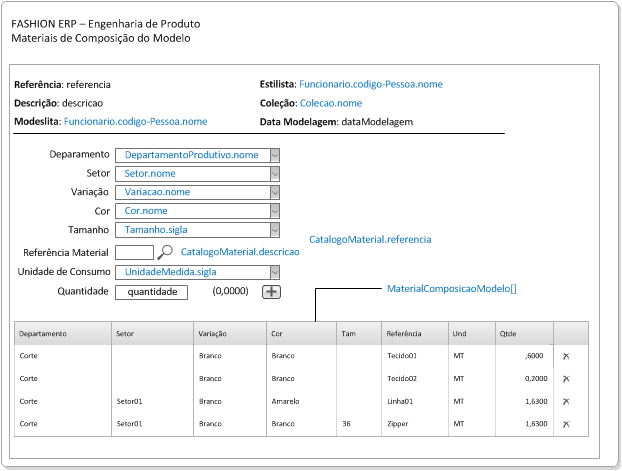 FASHION ERP – Engenharia de Produto
Materiais de Composição do Modelo
Referência: referencia Estilista: Funcionario.codigo-Pessoa.nome
Descrição: descricao Coleção: Colecao.nome
Modeslita: Funcionario.codigo-Pessoa.nome Data Modelagem: dataModelagem
Deparamento DepartamentoProdutivo.nome
Setor Setor.nome
Variação Variacao.nome
Cor Cor.nome
Tamanho Tamanho.sigla
CatalogoMaterial.referencia
Referência Material CatalogoMaterial.descricao
Unidade de Consumo UnidadeMedida.sigla
Quantidade quantidade (0,0000) +
MaterialComposicaoModelo[]
Departamento Setor Variação Cor Tam Referência Und Qtde
Corte Branco Branco Tecido01 MT ,6000
Corte Branco Branco Tecido02 MT 0,2000
Corte Setor01 Branco Amarelo Linha01 MT 1,6300
Corte Setor01 Branco Branco 36 Zipper MT 1,6300